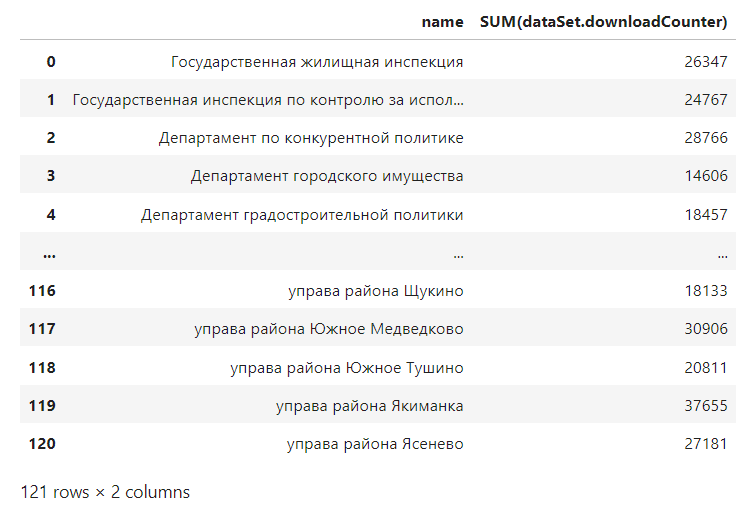 name SUM(dataSet.downloadCounter)
0 Государственная жилищная инспекция 26347
1 Государственная инспекция по контролю за испол... 24767
2 Департамент по конкурентной политике 28766
3 Департамент городского имущества 14606
4 Департамент градостроительной политики 18457
... ... ...
116 управа района Щукино 18133
117 управа района Южное Медведково 30906
118 управа района Южное Тушино 20811
119 управа района Якиманка 37655
120 управа района Ясенево 27181
121 rows × 2 columns